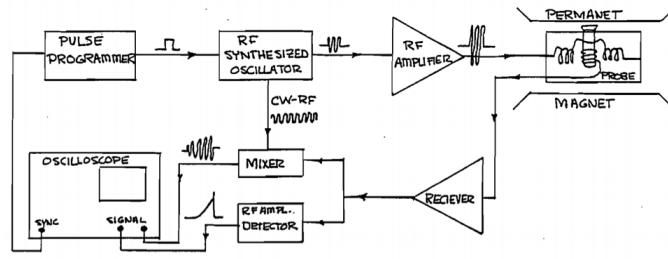 PERMANET
PULSE
PROGRAMMER
RF
SYNTHESIZED
OSCILLATOR
RF
AMPLIFIER
PROBE
MAGNET
CW-RF
OSCILLOSCOPE
MIXER
RECIEVER
SYNC
SIGNAL
RF AMPL.
DETECTOR